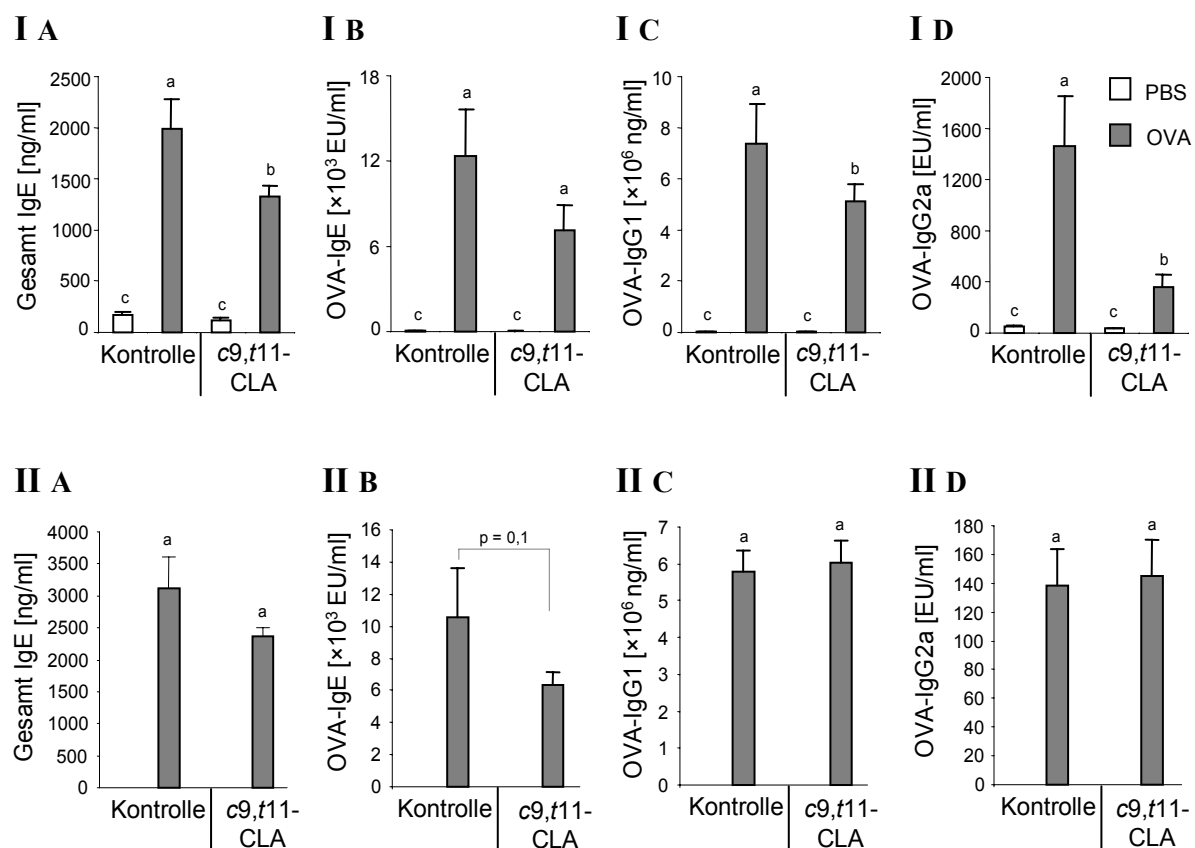 I A
Gesamt IgE [ng/ml]
2500
2000
1500
1000
500
0
c
a
c
b
Kontrolle
c9,t11-
CLA
I B
OVA-IgE [×10³ EU/ml]
18
12
6
0
c
a
c
a
Kontrolle
c9,t11-
CLA
I C
OVA-IgG1 [×10⁶ ng/ml]
10
8
6
4
2
0
c
a
c
b
Kontrolle
c9,t11-
CLA
I D
OVA-IgG2a [EU/ml]
2000
1600
1200
800
400
0
c
a
c
b
Kontrolle
c9,t11-
CLA
PBS
OVA
II A
Gesamt IgE [ng/ml]
4000
3500
3000
2500
2000
1500
1000
500
0
a
a
Kontrolle
c9,t11-
CLA
II B
OVA-IgE [×10³ EU/ml]
16
14
12
10
8
6
4
2
0
p = 0,1
Kontrolle
c9,t11-
CLA
II C
OVA-IgG1 [×10⁶ ng/ml]
7
6
5
4
3
2
1
0
a
a
Kontrolle
c9,t11-
CLA
II D
OVA-IgG2a [EU/ml]
180
160
140
120
100
80
60
40
20
0
a
a
Kontrolle
c9,t11-
CLA